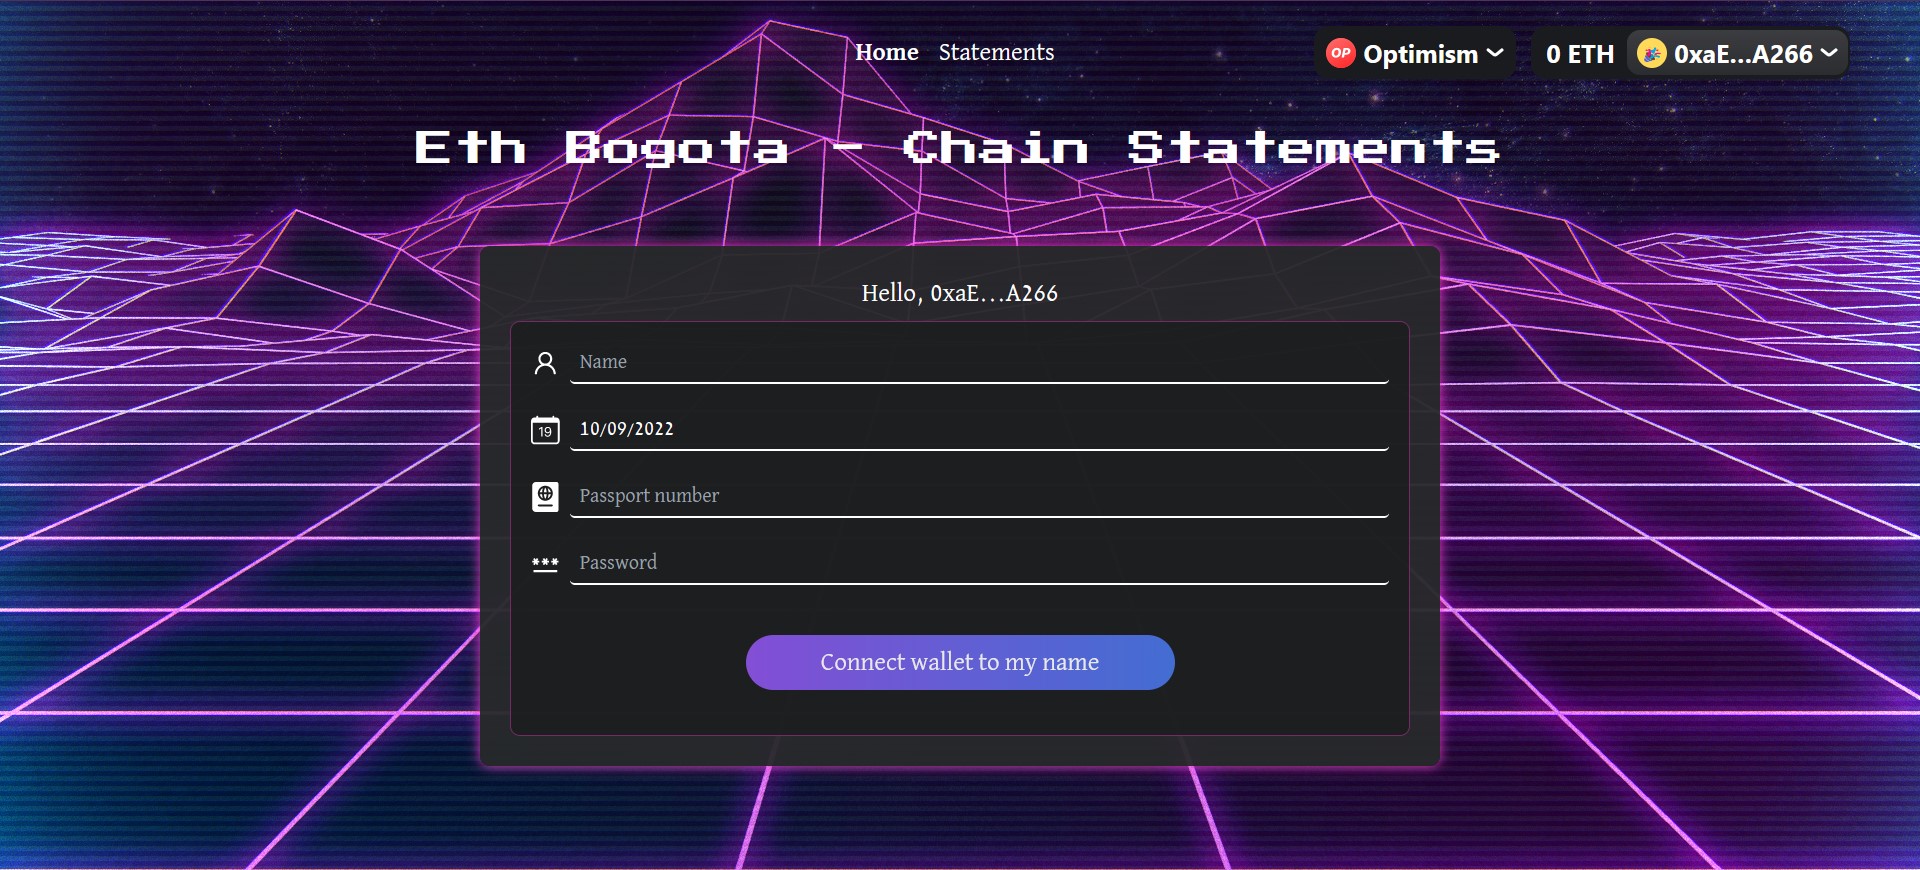 Home Statements
OP Optimism
0 ETH 0xaE...A266
Eth Bogota - Chain Statements
Hello, 0xaE...A266
Name
19 10/09/2022
Passport number
*** Password
Connect wallet to my name